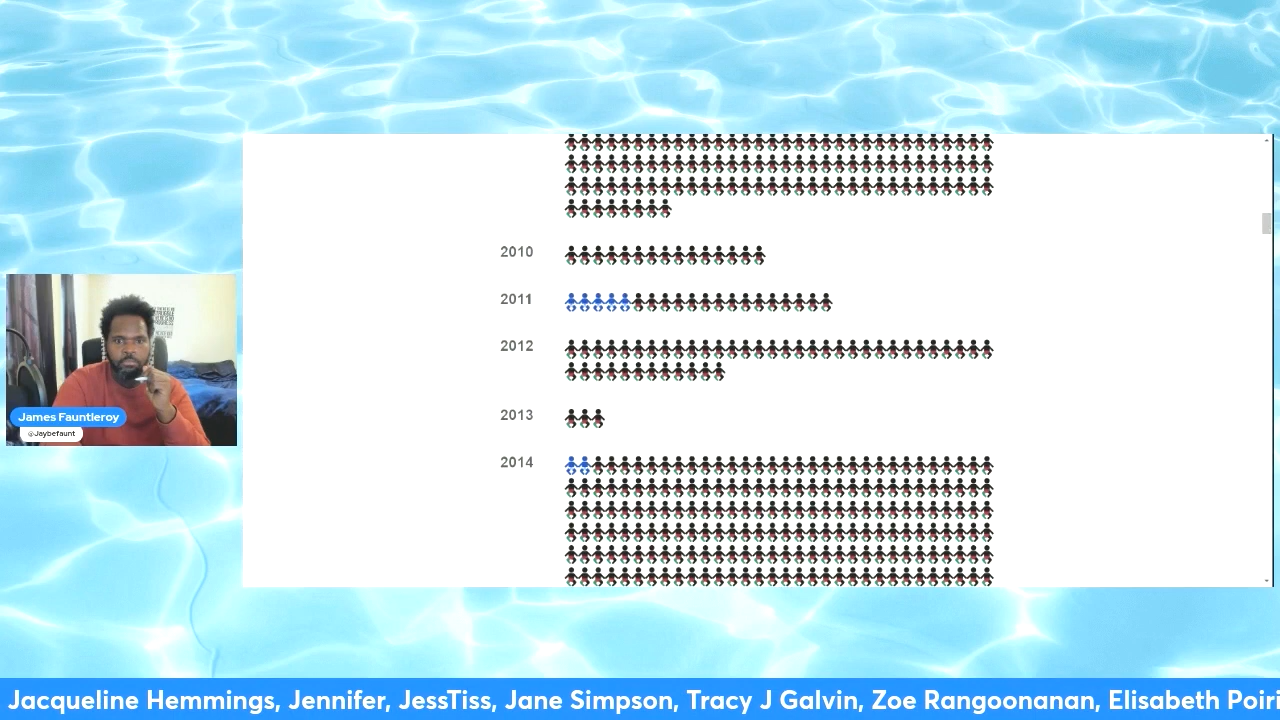 2010
2011
2012
2013
2014
James Fauntleroy
@Jaybefaunt
Jacqueline Hemmings, Jennifer, JessTiss, Jane Simpson, Tracy J Galvin, Zoe Rangoonanan, Elisabeth Poiri